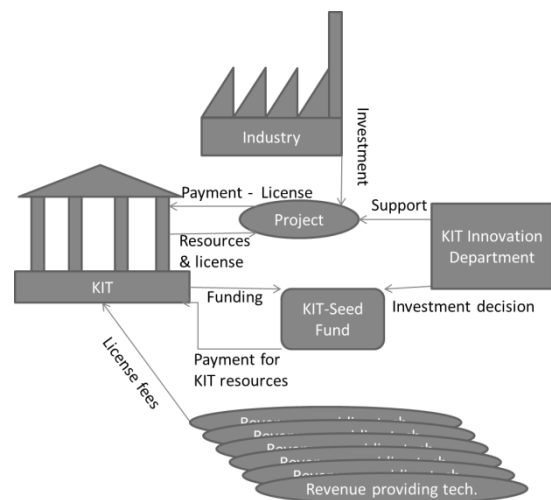 Industry
Investment
Payment - License
Project
Support
Resources
& license
KIT Innovation
Department
KIT
Funding
KIT-Seed
Fund
Investment decision
Payment for
KIT resources
License fees
Revenue providing tech.